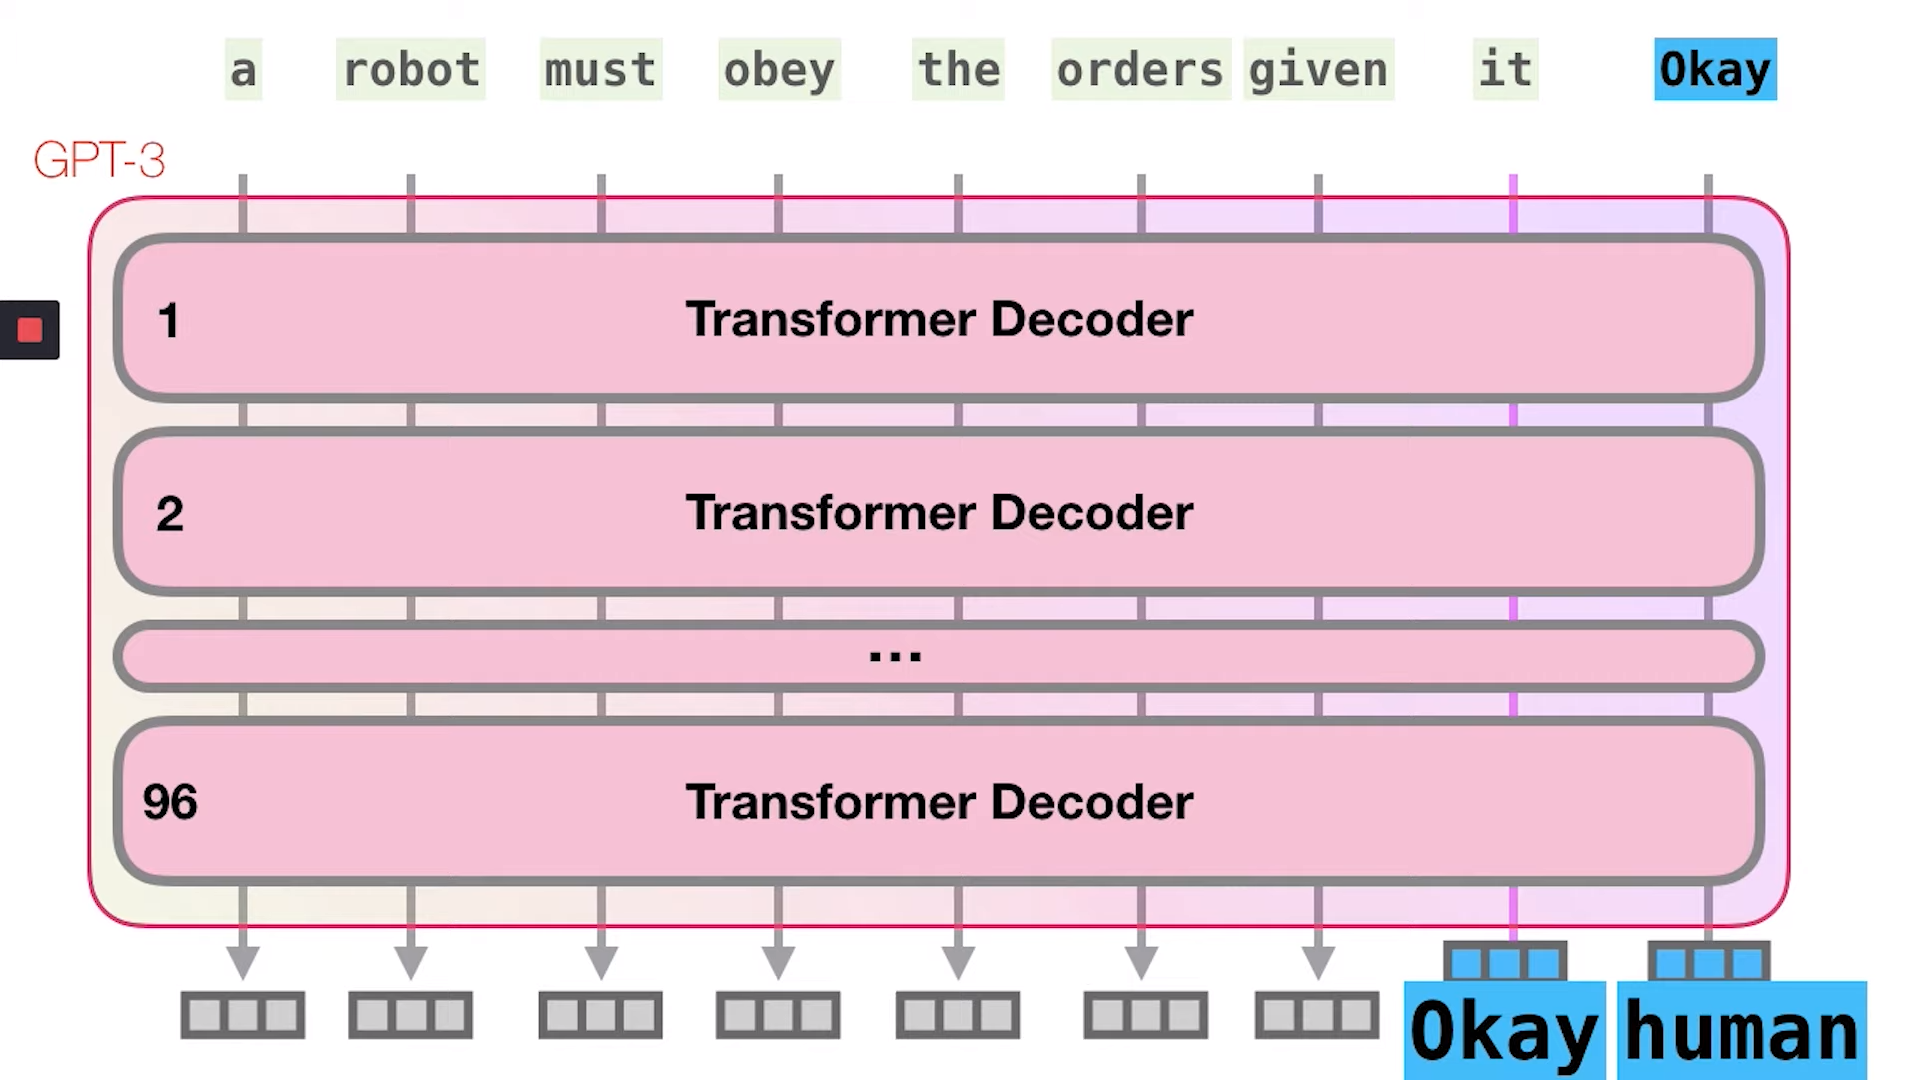 a robot must obey the orders given it Okay
GPT-3
1 Transformer Decoder
2 Transformer Decoder
...
96 Transformer Decoder
Okay human